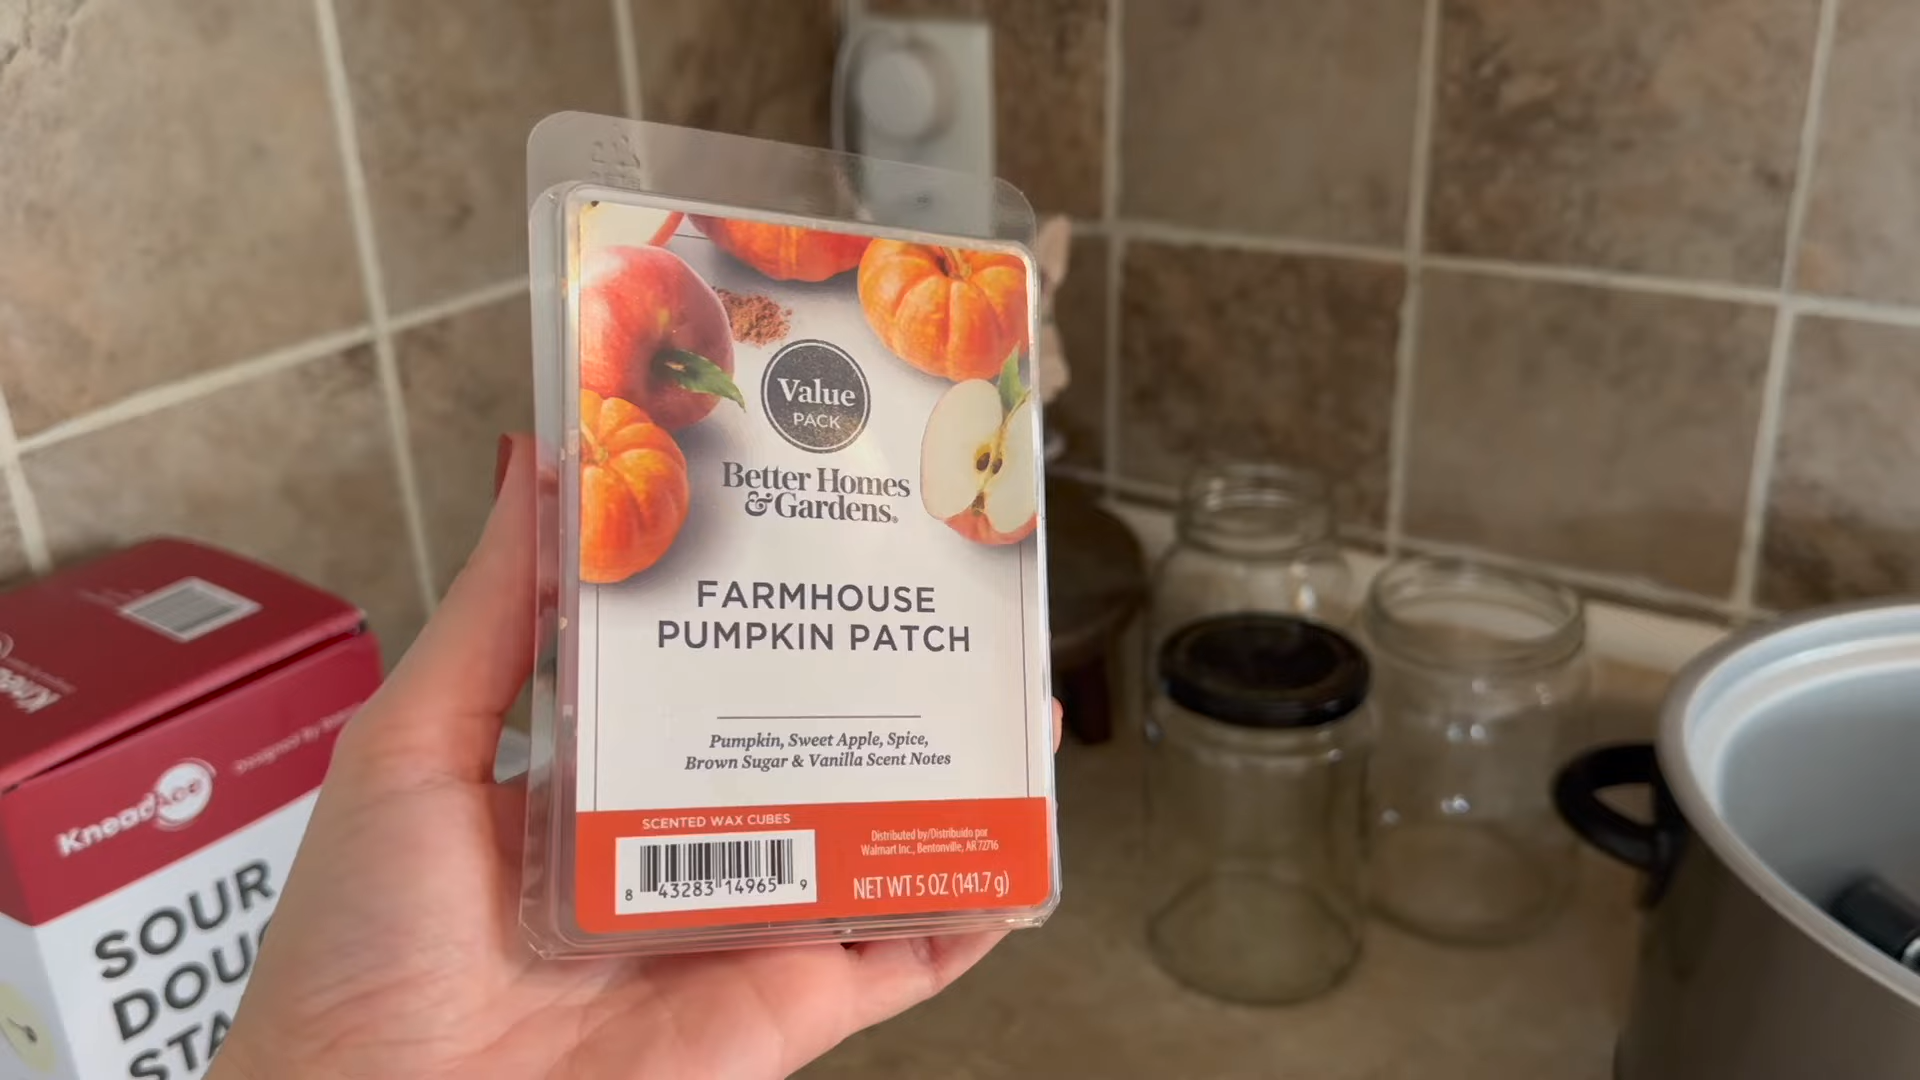 Value
PACK
Better Homes
& Gardens®
FARMHOUSE
PUMPKIN PATCH
Pumpkin, Sweet Apple, Spice,
Brown Sugar & Vanilla Scent Notes
SCENTED WAX CUBES
8 43283 14965 9
Distributed by/Distribuido por
Walmart Inc., Bentonville, AR 72716
NET WT 5 OZ (141.7 g)
KneadAce
Designed By
SOUR
DOU
STA